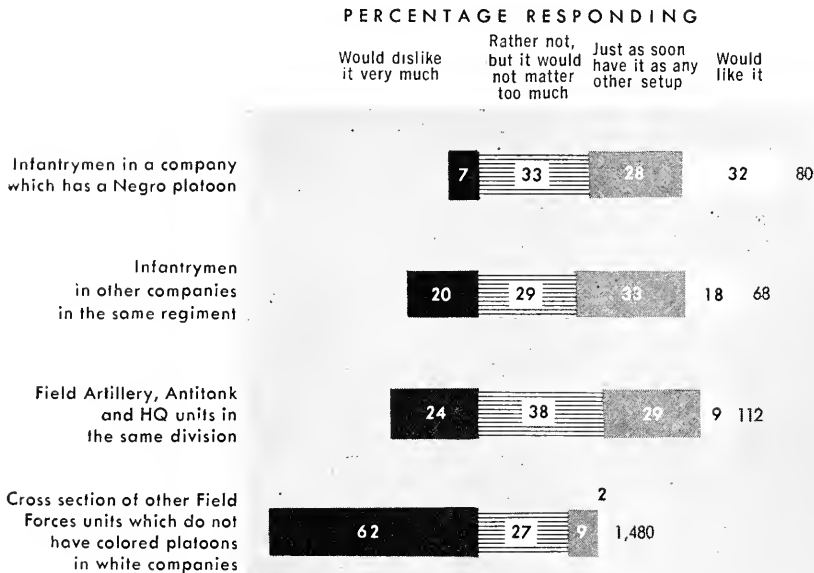 PERCENTAGE RESPONDING
Would dislike
it very much
Rather not,
but it would
not matter
too much
Just as soon
have it as any
other setup
Would
like it
Infantrymen in a company
which has a Negro platoon
7 33 28 32 80
Infantrymen
in other companies
in the same regiment
20 29 33 18 68
Field Artillery, Antitank
and HQ units in
the same division
24 38 29 9 112
Cross section of other Field
Forces units which do not
have colored platoons
in white companies
62 27 9 2 1,480